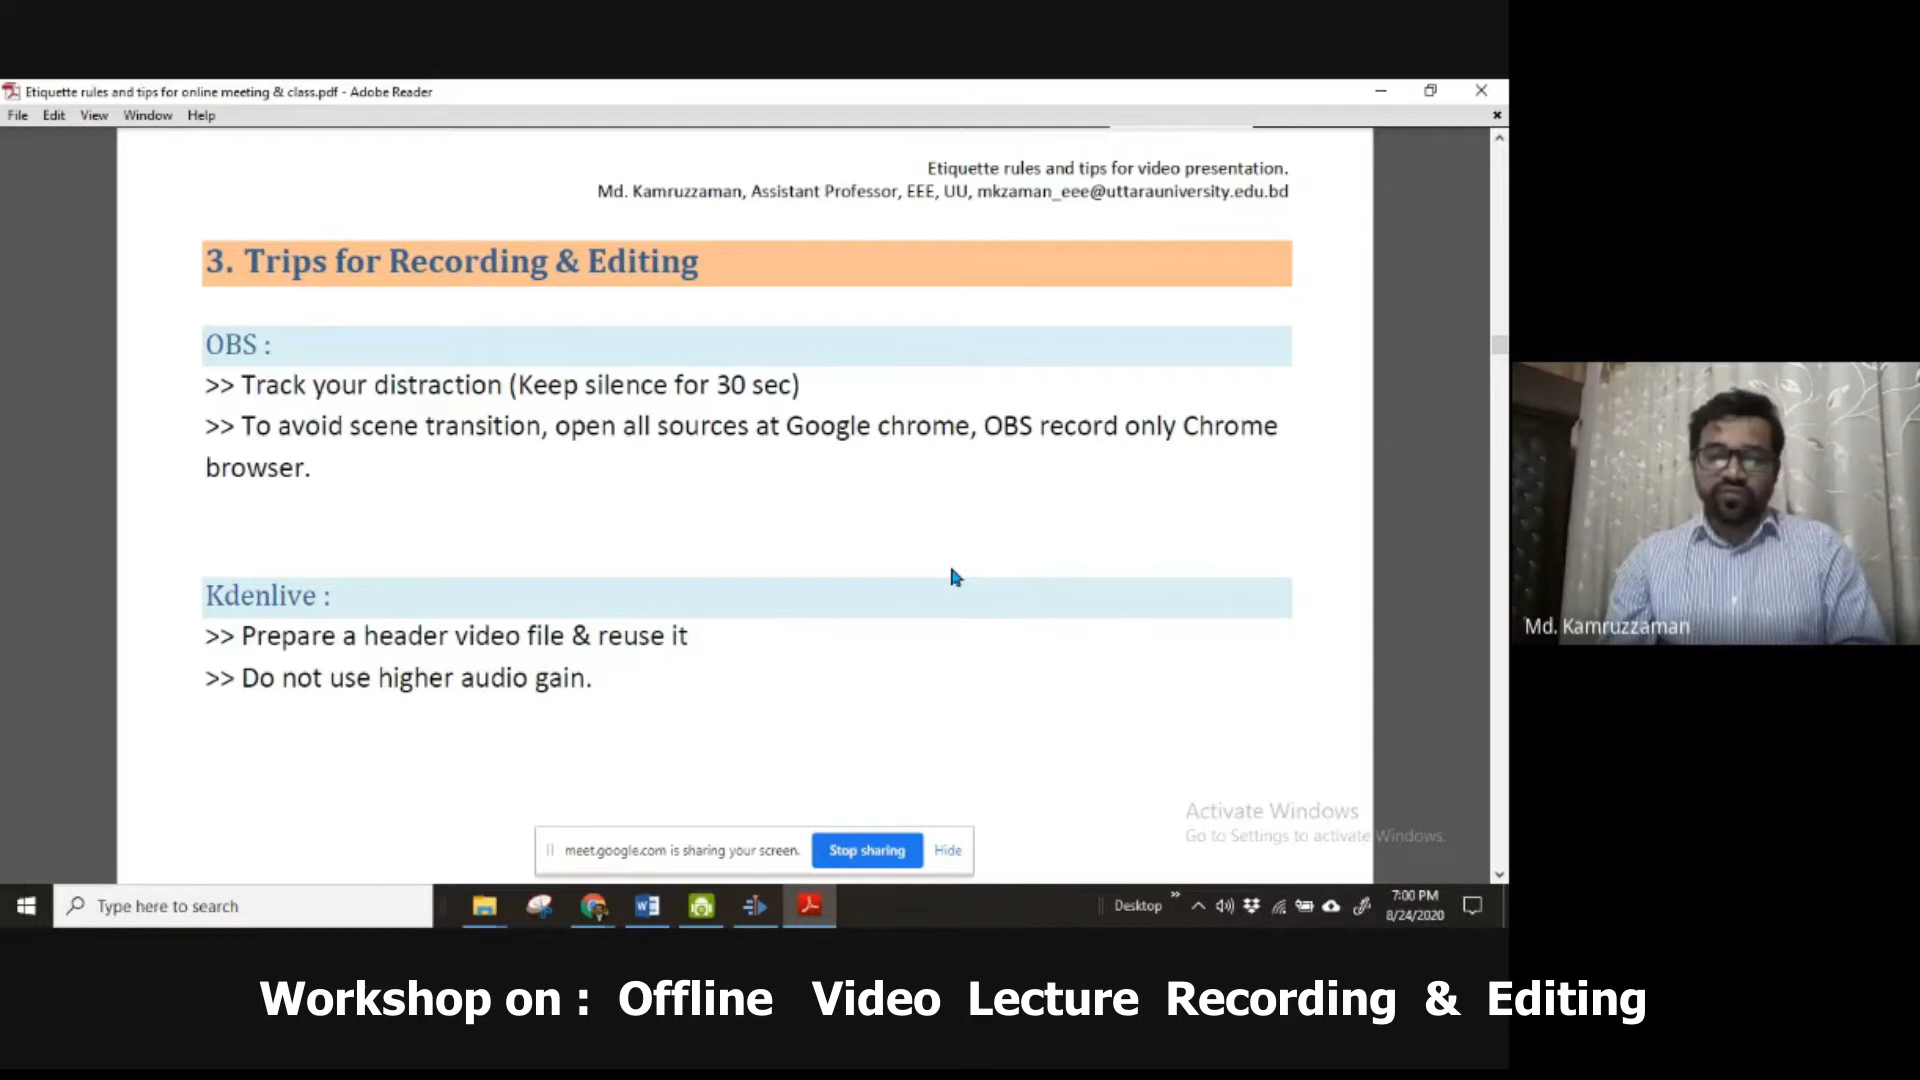 Etiquette rules and tips for online meeting & class.pdf - Adobe Reader
File Edit View Window Help
Etiquette rules and tips for video presentation.
Md. Kamruzzaman, Assistant Professor, EEE, UU, mkzaman_eee@uttarauniversity.edu.bd
3. Trips for Recording & Editing
OBS :
>> Track your distraction (Keep silence for 30 sec)
>> To avoid scene transition, open all sources at Google chrome, OBS record only Chrome
browser.
Kdenlive :
>> Prepare a header video file & reuse it
>> Do not use higher audio gain.
Md. Kamruzzaman
Activate Windows
Go to Settings to activate Windows.
meet.google.com is sharing your screen. Stop sharing Hide
Type here to search
Desktop
7:00 PM
8/24/2020
Workshop on : Offline Video Lecture Recording & Editing